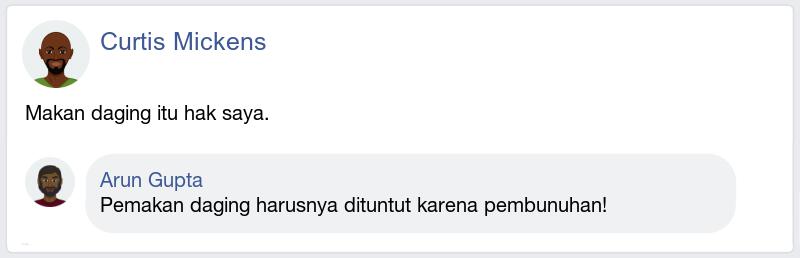 Curtis Mickens
Makan daging itu hak saya.
Arun Gupta
Pemakan daging harusnya dituntut karena pembunuhan!